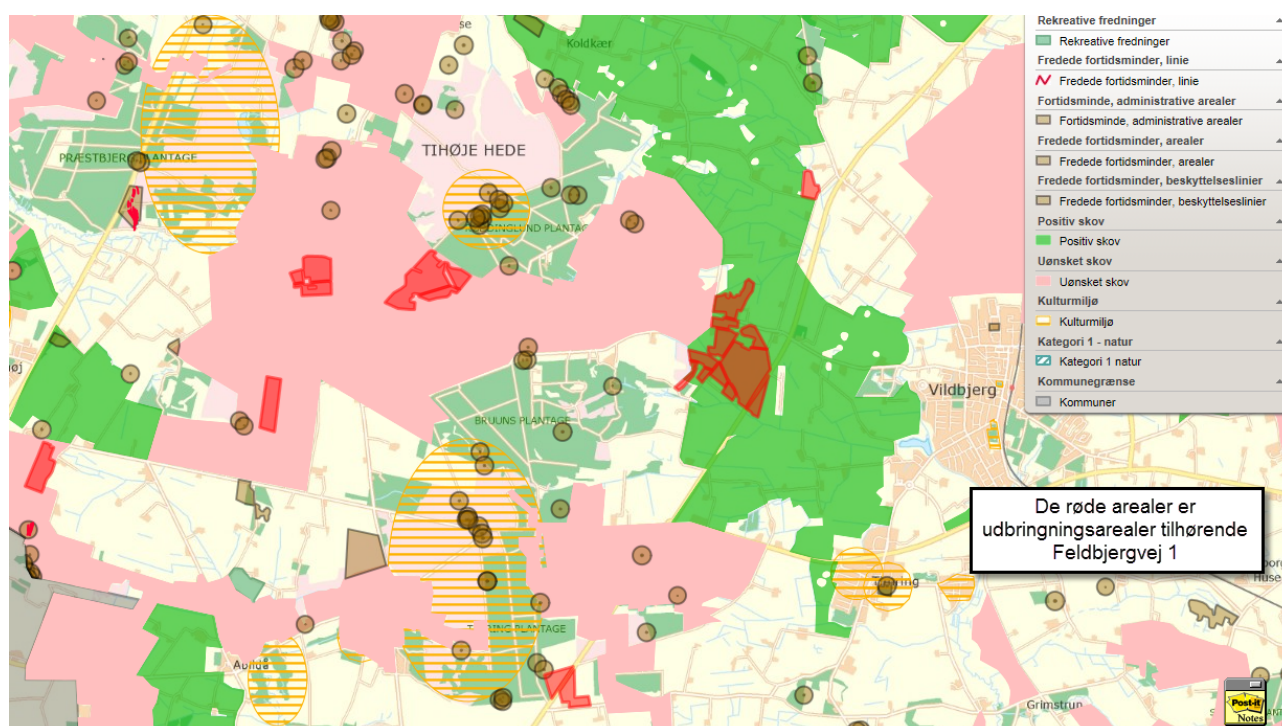 se
Koldkær
PRÆSTBJERG PLANTAGE
TIHØJE HEDE
BRUUNS PLANTAGE
Vildbjerg
Grimstrup
Rekreative fredninger
Rekreative fredninger
Fredede fortidsminder, linie
Fredede fortidsminder, linie
Fortidsminde, administrative arealer
Fortidsminde, administrative arealer
Fredede fortidsminder, arealer
Fredede fortidsminder, arealer
Fredede fortidsminder, beskyttelseslinier
Fredede fortidsminder, beskyttelseslinier
Positiv skov
Positiv skov
Uønsket skov
Uønsket skov
Kulturmiljø
Kulturmiljø
Kategori 1 - natur
Kategori 1 natur
Kommunegrænse
Kommuner
De røde arealer er
udbringningsarealer tilhørende
Feldbjergvej 1
Post-it
Notes